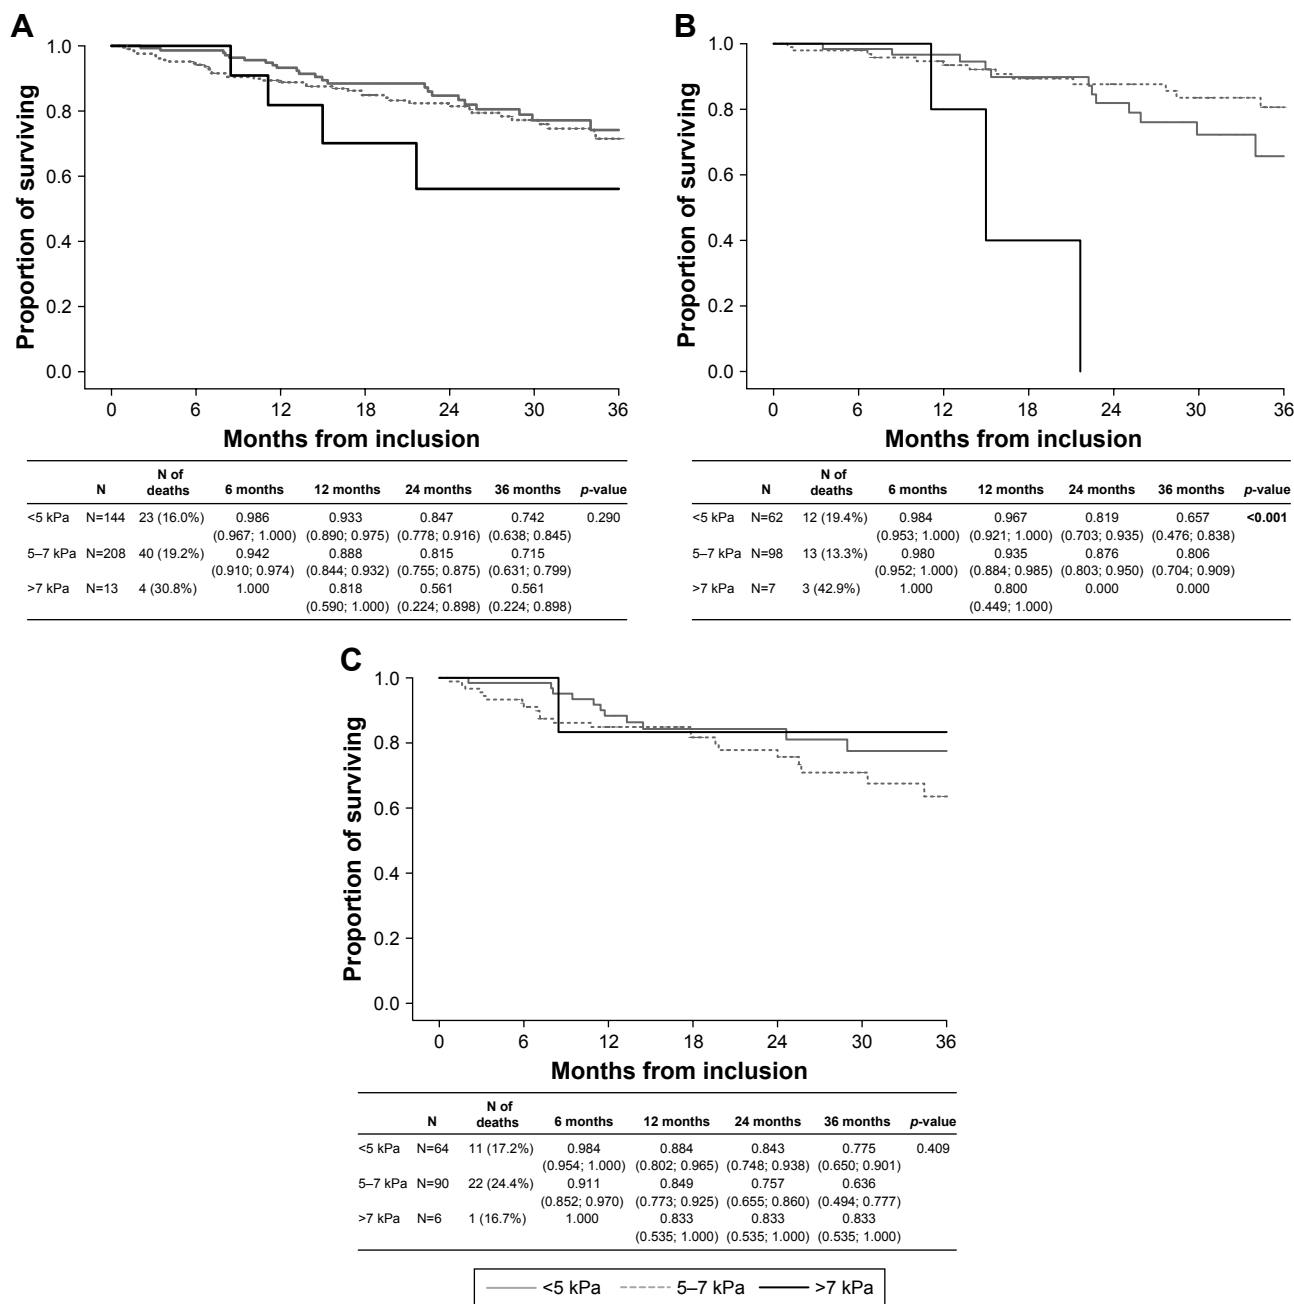 A
Proportion of surviving
1.0
0.8
0.6
0.4
0.2
0.0
0 6 12 18 24 30 36
Months from inclusion
N N of deaths 6 months 12 months 24 months 36 months p-value
<5 kPa N=144 23 (16.0%) 0.986 0.933 0.847 0.742 0.290
(0.967; 1.000) (0.890; 0.975) (0.778; 0.916) (0.638; 0.845)
5–7 kPa N=208 40 (19.2%) 0.942 0.888 0.815 0.715
(0.910; 0.974) (0.844; 0.932) (0.755; 0.875) (0.631; 0.799)
>7 kPa N=13 4 (30.8%) 1.000 0.818 0.561 0.561
(0.590; 1.000) (0.224; 0.898) (0.224; 0.898)
B
Proportion of surviving
1.0
0.8
0.6
0.4
0.2
0.0
0 6 12 18 24 30 36
Months from inclusion
N N of deaths 6 months 12 months 24 months 36 months p-value
<5 kPa N=62 12 (19.4%) 0.984 0.967 0.819 0.657 <0.001
(0.953; 1.000) (0.921; 1.000) (0.703; 0.935) (0.476; 0.838)
5–7 kPa N=98 13 (13.3%) 0.980 0.935 0.876 0.806
(0.952; 1.000) (0.884; 0.985) (0.803; 0.950) (0.704; 0.909)
>7 kPa N=7 3 (42.9%) 1.000 0.800 0.000 0.000
(0.449; 1.000)
C
Proportion of surviving
1.0
0.8
0.6
0.4
0.2
0.0
0 6 12 18 24 30 36
Months from inclusion
N N of deaths 6 months 12 months 24 months 36 months p-value
<5 kPa N=64 11 (17.2%) 0.984 0.884 0.843 0.775 0.409
(0.954; 1.000) (0.802; 0.965) (0.748; 0.938) (0.650; 0.901)
5–7 kPa N=90 22 (24.4%) 0.911 0.849 0.757 0.636
(0.852; 0.970) (0.773; 0.925) (0.655; 0.860) (0.494; 0.777)
>7 kPa N=6 1 (16.7%) 1.000 0.833 0.833 0.833
(0.535; 1.000) (0.535; 1.000) (0.535; 1.000)
<5 kPa 5–7 kPa >7 kPa